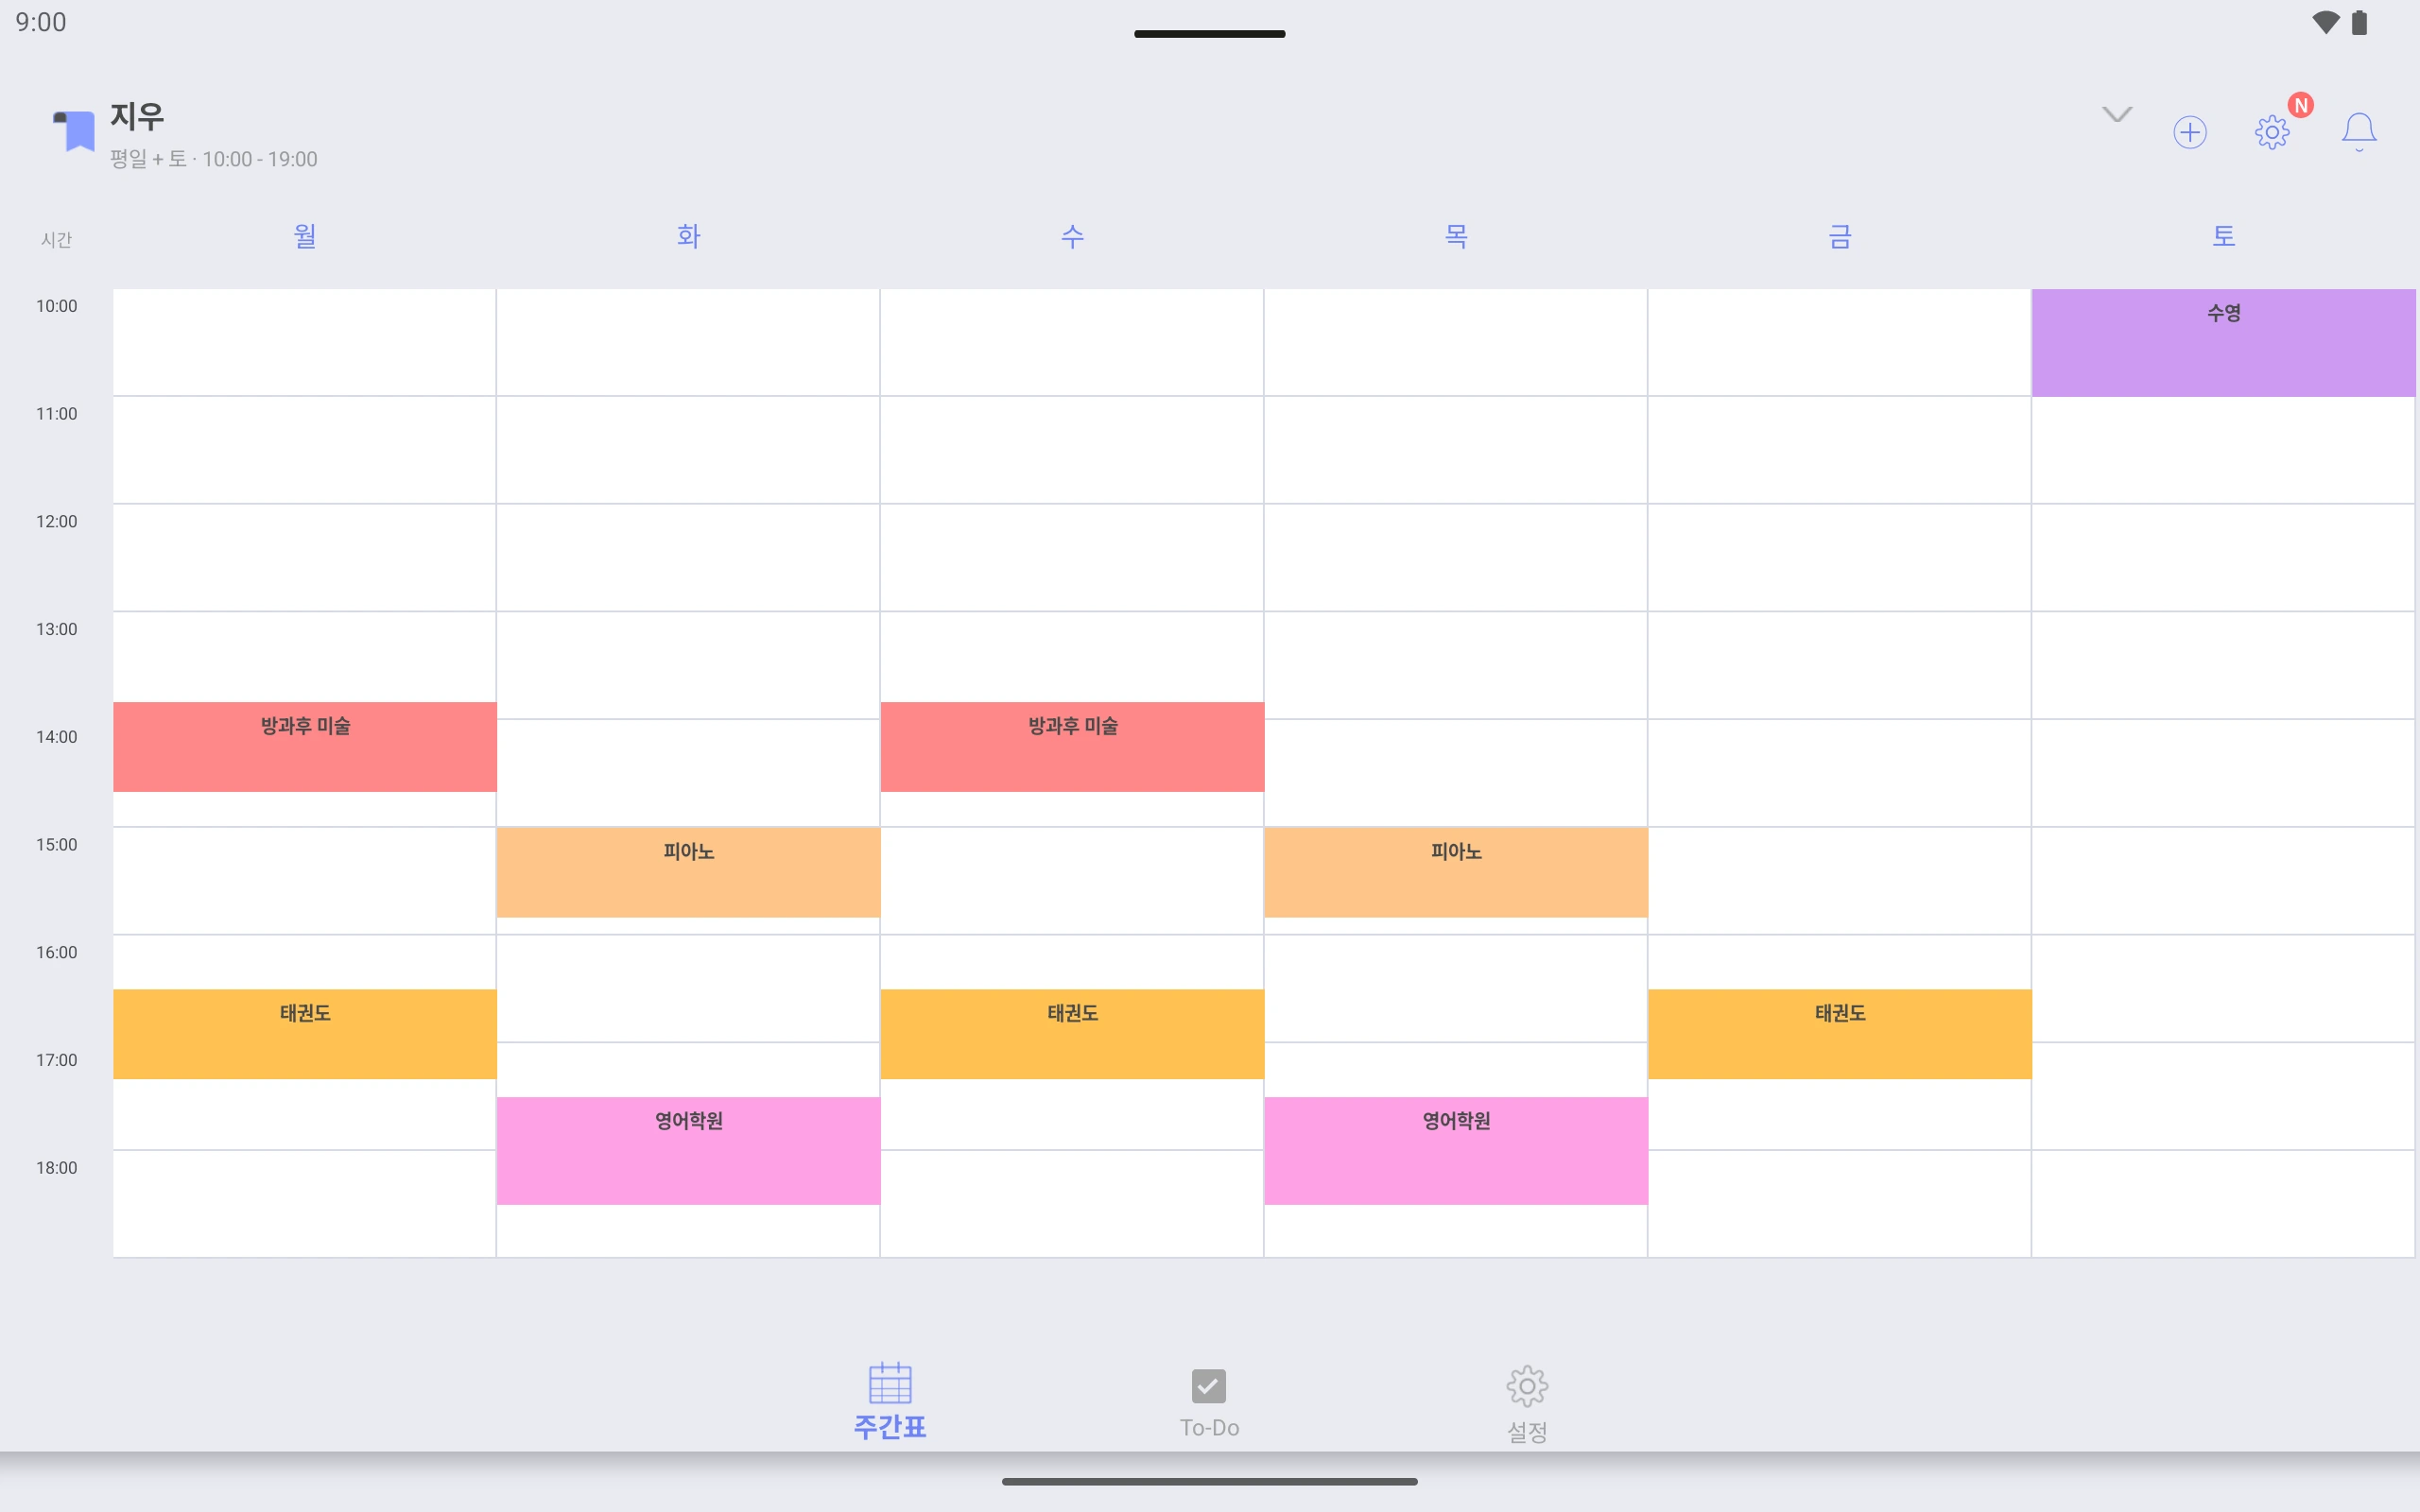 9:00
지우
N
평일 + 토 · 10:00 - 19:00
시간 월 화 수 목 금 토
10:00
수영
11:00
12:00
13:00
방과후 미술 방과후 미술
14:00
15:00
피아노 피아노
16:00
태권도 태권도 태권도
17:00
영어학원 영어학원
18:00
주간표 To-Do 설정